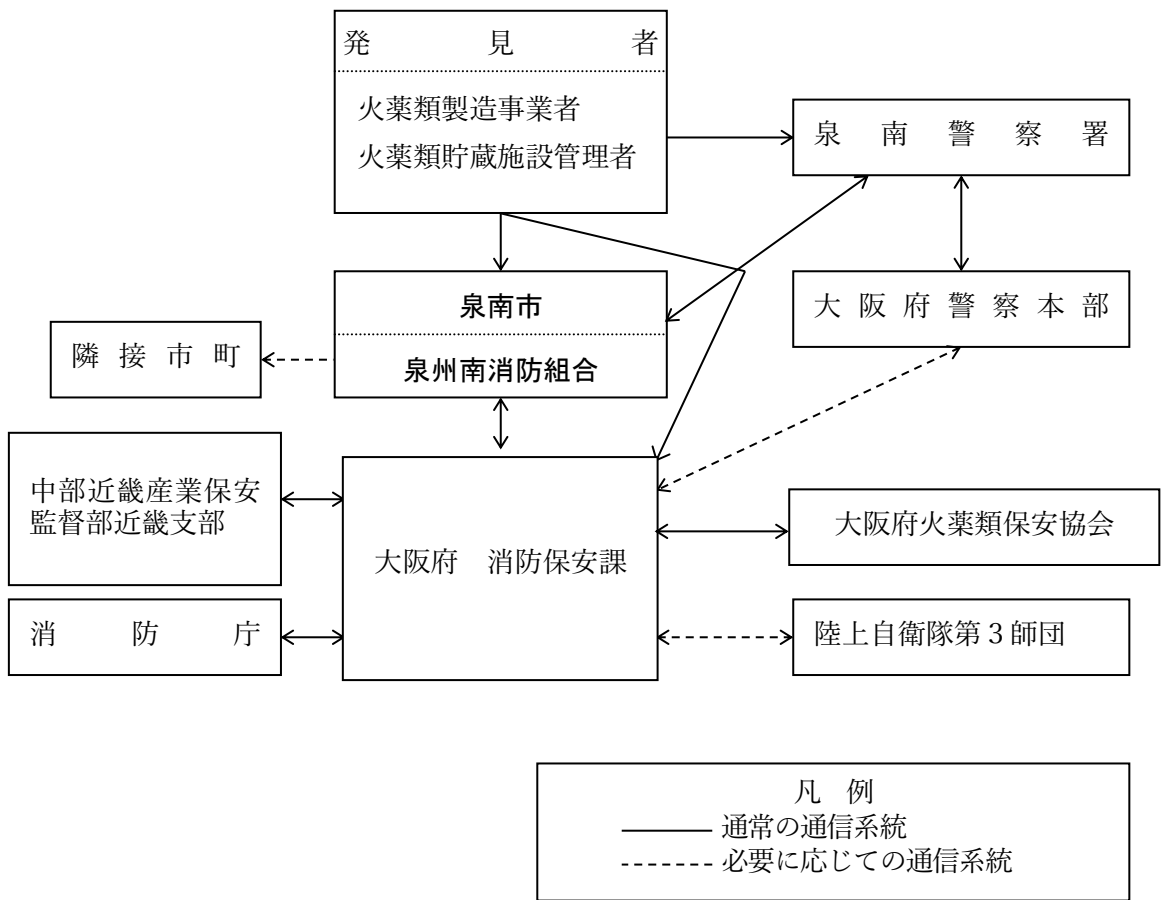 発見者
火薬類製造事業者
火薬類貯蔵施設管理者
泉南警察署
泉南市
泉州南消防組合
大阪府警察本部
隣接市町
中部近畿産業保安
監督部近畿支部
大阪府 消防保安課
大阪府火薬類保安協会
消防庁
陸上自衛隊第3師団
凡 例
通常の通信系統
必要に応じての通信系統